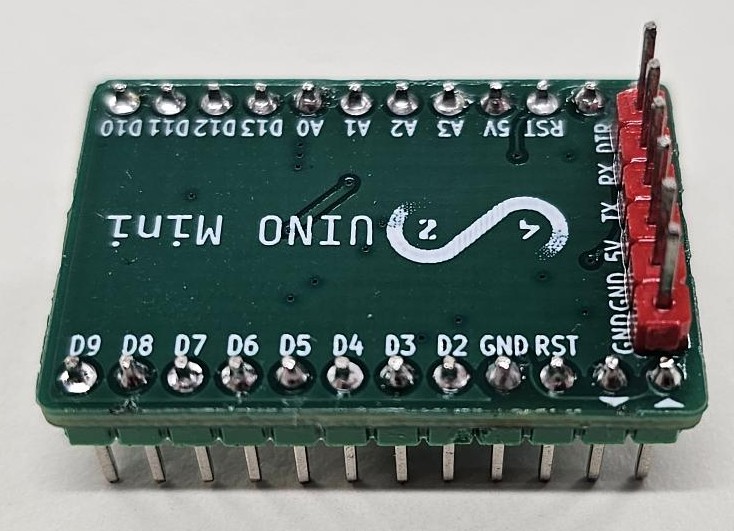 D10 D11 D12 D13 A0 A1 A2 A3 5V RST
GND GND 5V TX RX DTR
42
UINO Mini
D9 D8 D7 D6 D5 D4 D3 D2 GND RST